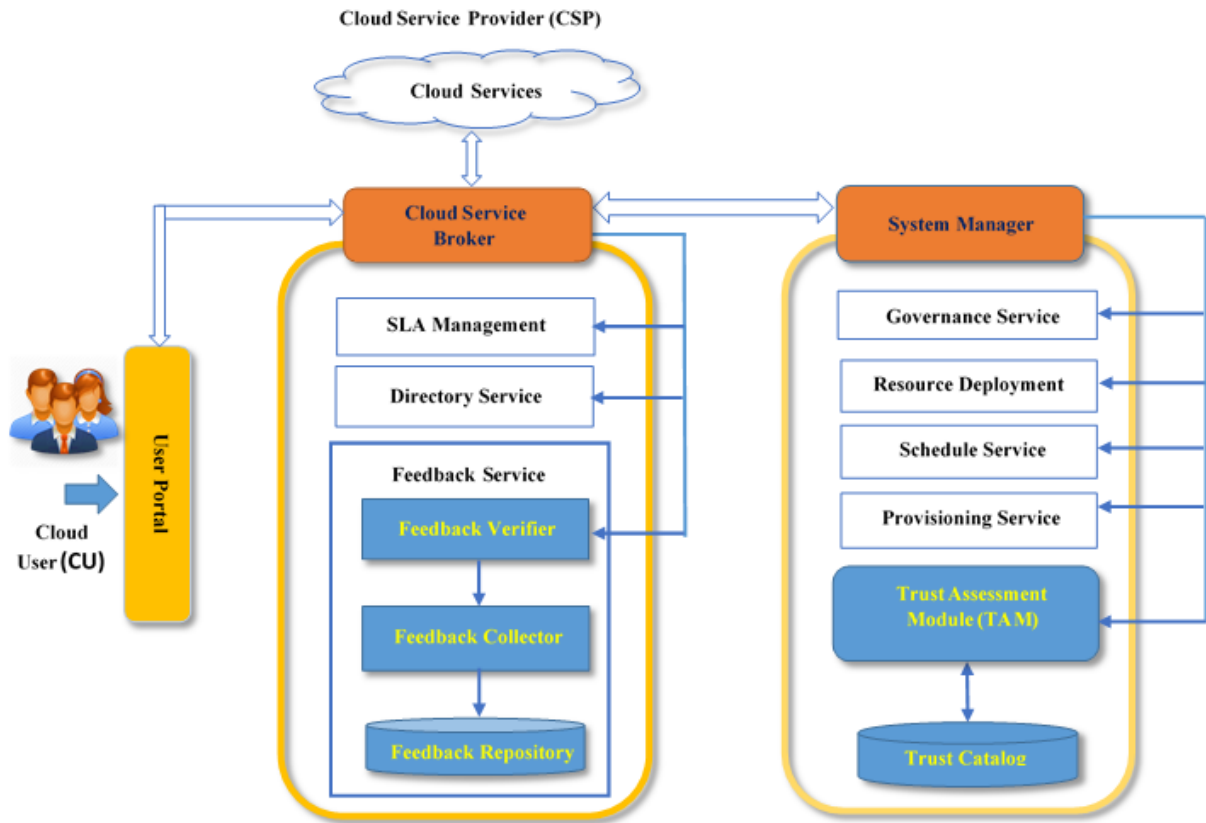 Cloud Service Provider (CSP)
Cloud Services
Cloud Service
Broker
System Manager
SLA Management
Directory Service
Feedback Service
Feedback Verifier
Feedback Collector
Feedback Repository
Governance Service
Resource Deployment
Schedule Service
Provisioning Service
Trust Assessment
Module (TAM)
Trust Catalog
User Portal
Cloud
User (CU)